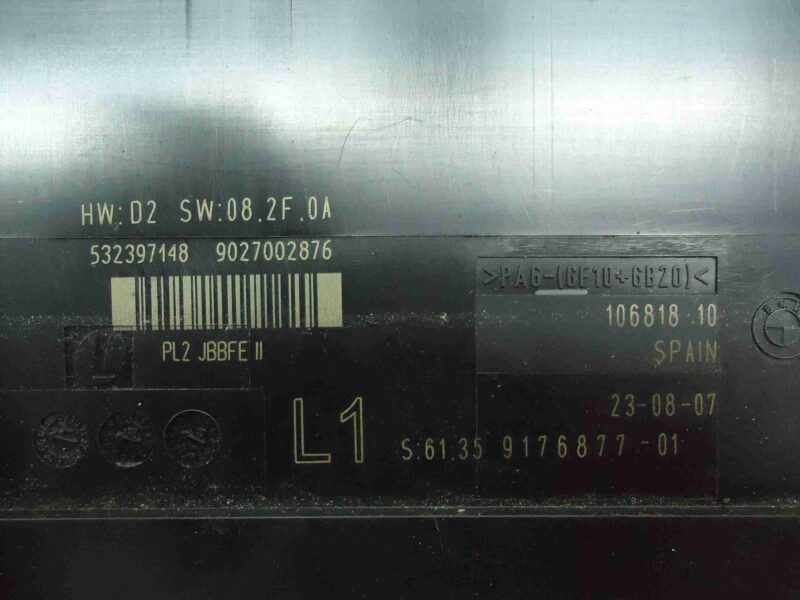 HW:D2 SW:08.2F.0A
532397148 9027002876
>PA6-(GF10+GB20)<
106818 10
PL2 JBBFE II
SPAIN
L
23-08-07
L1
S.61.35 9176877-01